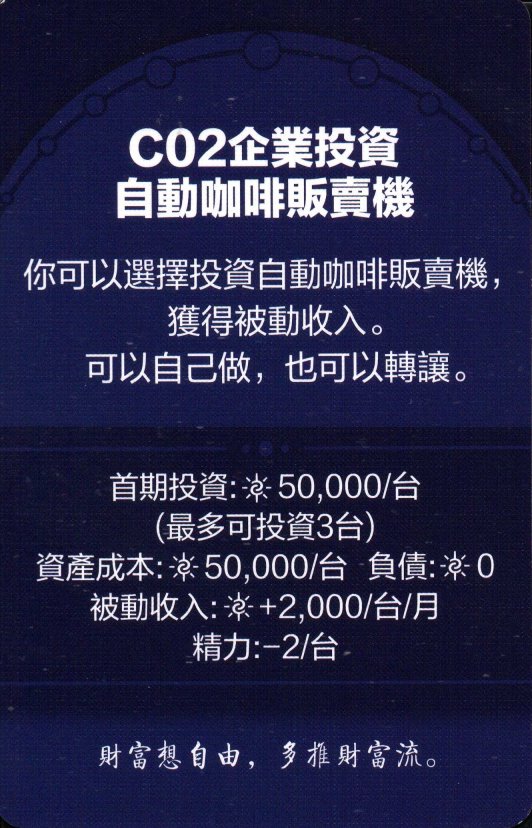 C02企業投資
自動咖啡販賣機
你可以選擇投資自動咖啡販賣機，
獲得被動收入。
可以自己做，也可以轉讓。
首期投資:50,000/台
(最多可投資3台)
資產成本:50,000/台 負債:0
被動收入:+2,000/台/月
精力:-2/台
財富想自由，多推財富流。